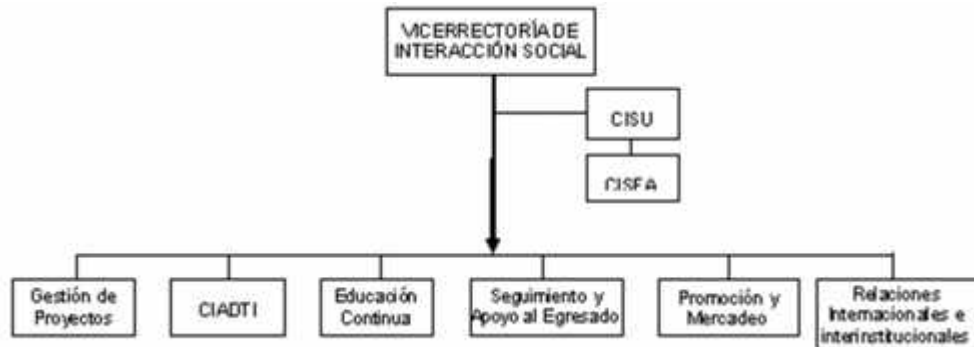 VICERRECTORÍA DE
INTERACCIÓN SOCIAL
CISU
CISFA
Gestión de
Proyectos
CIADTI
Educación
Continua
Seguimiento y
Apoyo al Egresado
Promoción y
Mercadeo
Relaciones
Internacionales e
interinstitucionales